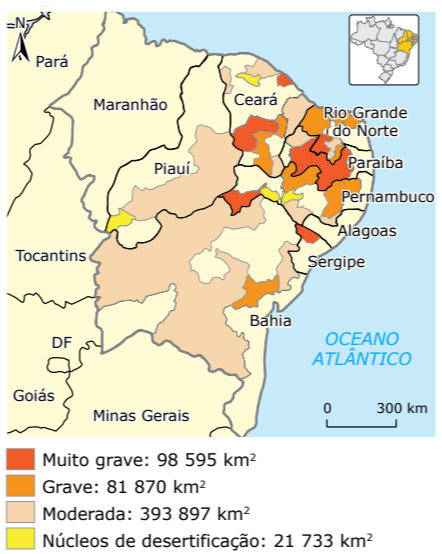 N
Pará
Maranhão
Ceará
Rio Grande
do Norte
Paraíba
Piauí
Pernambuco
Alagoas
Tocantins
Sergipe
Bahia
DF
OCEANO
ATLÂNTICO
Goiás
Minas Gerais
0 300 km
Muito grave: 98 595 km²
Grave: 81 870 km²
Moderada: 393 897 km²
Núcleos de desertificação: 21 733 km²